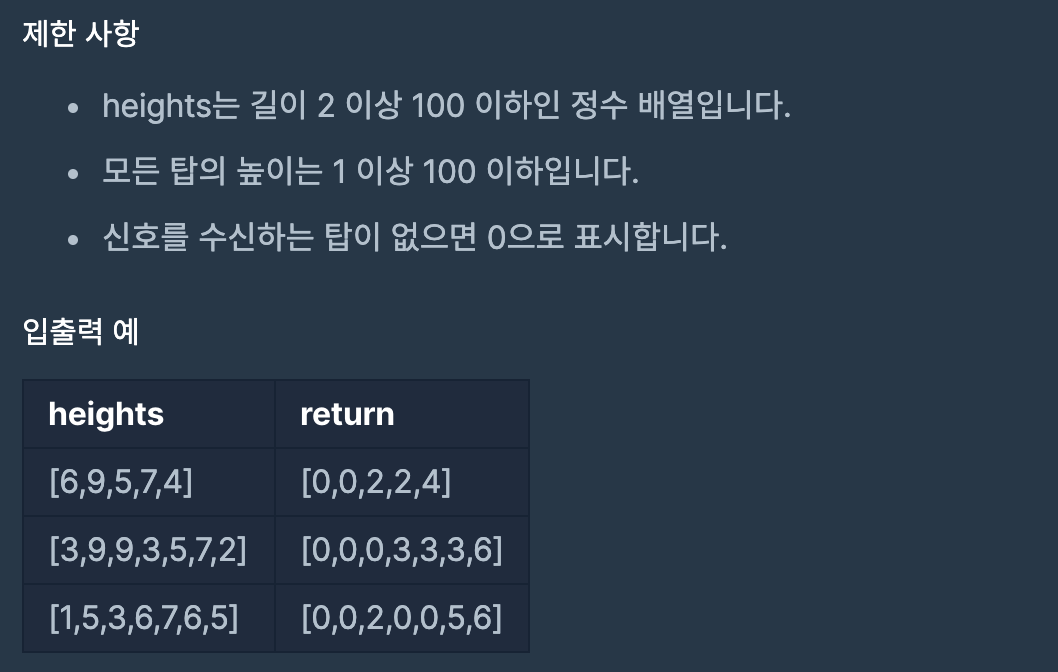 제한 사항
heights는 길이 2 이상 100 이하인 정수 배열입니다.
모든 탑의 높이는 1 이상 100 이하입니다.
신호를 수신하는 탑이 없으면 0으로 표시합니다.
입출력 예
heights return
[6,9,5,7,4] [0,0,2,2,4]
[3,9,9,3,5,7,2] [0,0,0,3,3,3,6]
[1,5,3,6,7,6,5] [0,0,2,0,0,5,6]